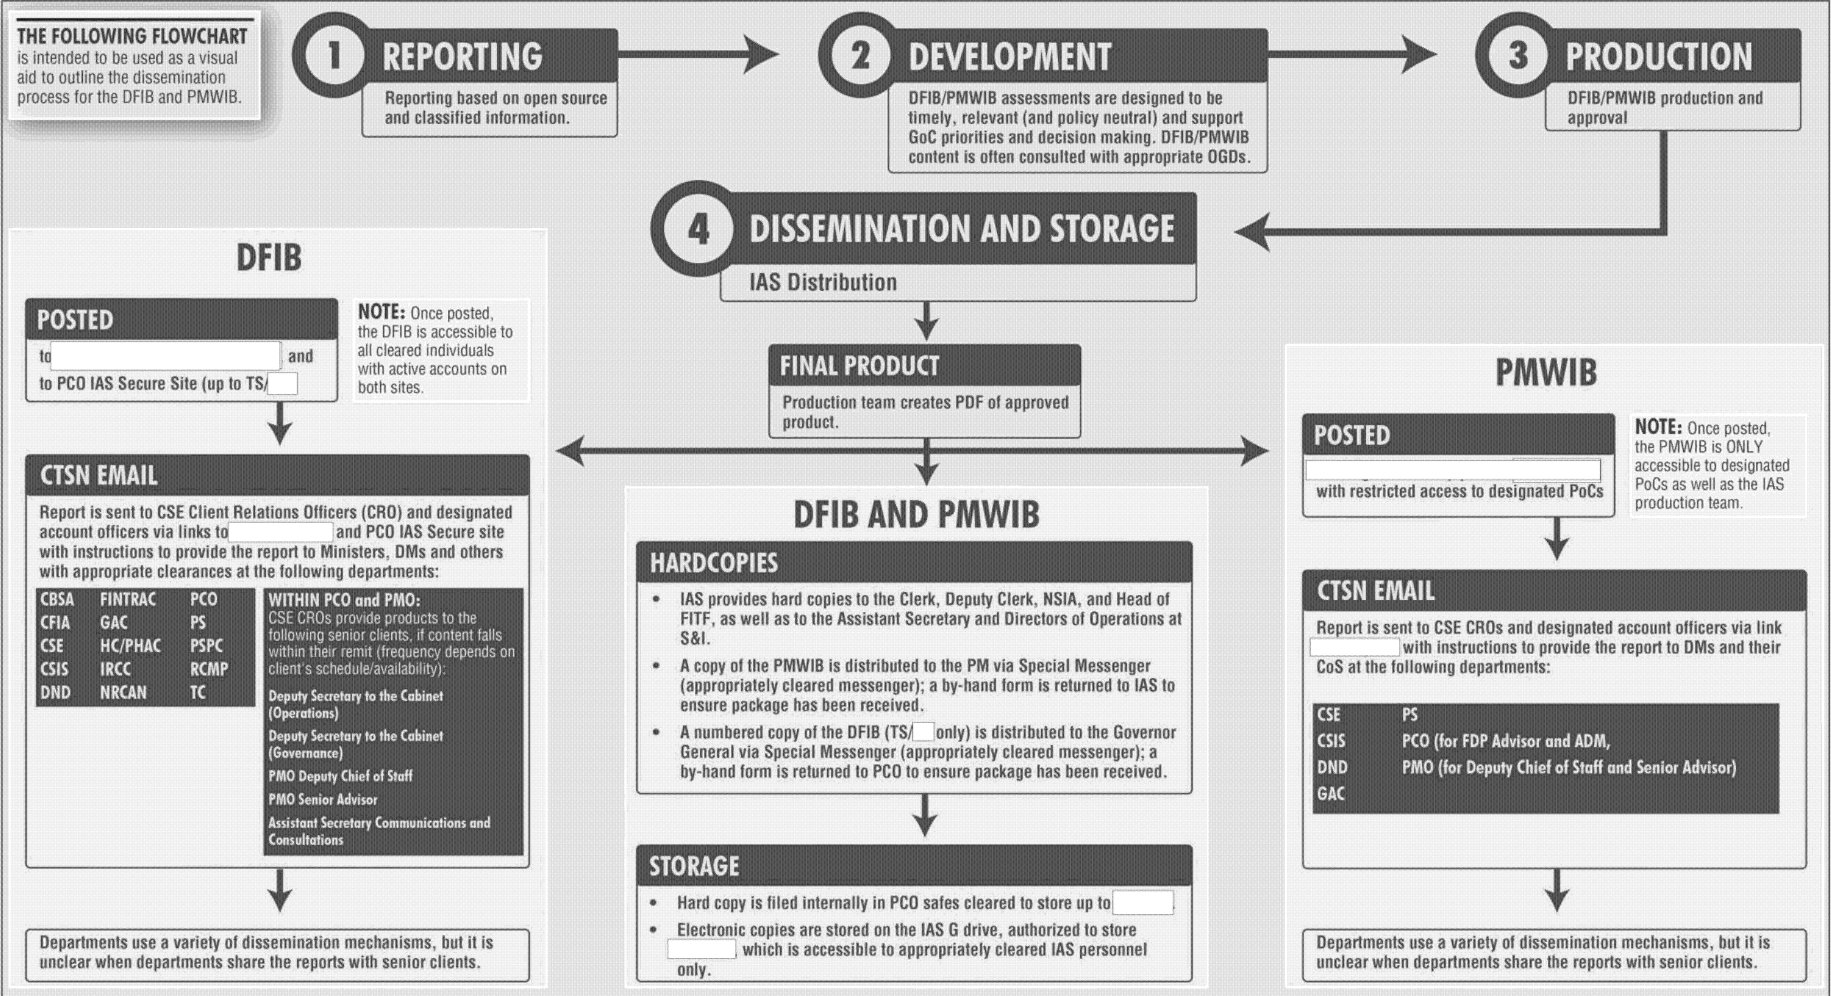 THE FOLLOWING FLOWCHART
is intended to be used as a visual
aid to outline the dissemination
process for the DFIB and PMWIB.
1 REPORTING
Reporting based on open source
and classified information.
2 DEVELOPMENT
DFIB/PMWIB assessments are designed to be
timely, relevant (and policy neutral) and support
GoC priorities and decision making. DFIB/PMWIB
content is often consulted with appropriate OGDs.
3 PRODUCTION
DFIB/PMWIB production and
approval
4 DISSEMINATION AND STORAGE
IAS Distribution
FINAL PRODUCT
Production team creates PDF of approved
product.
DFIB
POSTED
to and
to PCO IAS Secure Site (up to TS/
NOTE: Once posted,
the DFIB is accessible to
all cleared individuals
with active accounts on
both sites.
CTSN EMAIL
Report is sent to CSE Client Relations Officers (CRO) and designated
account officers via links to and PCO IAS Secure site
with instructions to provide the report to Ministers, DMs and others
with appropriate clearances at the following departments:
CBSA FINTRAC PCO
CFIA GAC PS
CSE HC/PHAC PSPC
CSIS IRCC RCMP
DND NRCAN TC
WITHIN PCO and PMO:
CSE CROs provide products to the
following senior clients, if content falls
within their remit (frequency depends on
client's schedule/availability):
Deputy Secretary to the Cabinet
(Operations)
Deputy Secretary to the Cabinet
(Governance)
PMO Deputy Chief of Staff
PMO Senior Advisor
Assistant Secretary Communications and
Consultations
Departments use a variety of dissemination mechanisms, but it is
unclear when departments share the reports with senior clients.
DFIB AND PMWIB
HARDCOPIES
• IAS provides hard copies to the Clerk, Deputy Clerk, NSIA, and Head of
FITF, as well as to the Assistant Secretary and Directors of Operations at
S&I.
• A copy of the PMWIB is distributed to the PM via Special Messenger
(appropriately cleared messenger); a by-hand form is returned to IAS to
ensure package has been received.
• A numbered copy of the DFIB (TS/ only) is distributed to the Governor
General via Special Messenger (appropriately cleared messenger); a
by-hand form is returned to PCO to ensure package has been received.
STORAGE
• Hard copy is filed internally in PCO safes cleared to store up to .
• Electronic copies are stored on the IAS G drive, authorized to store
, which is accessible to appropriately cleared IAS personnel
only.
PMWIB
POSTED
with restricted access to designated PoCs
NOTE: Once posted,
the PMWIB is ONLY
accessible to designated
PoCs as well as the IAS
production team.
CTSN EMAIL
Report is sent to CSE CROs and designated account officers via link
with instructions to provide the report to DMs and their
CoS at the following departments:
CSE PS
CSIS PCO (for FDP Advisor and ADM,
DND PMO (for Deputy Chief of Staff and Senior Advisor)
GAC
Departments use a variety of dissemination mechanisms, but it is
unclear when departments share the reports with senior clients.